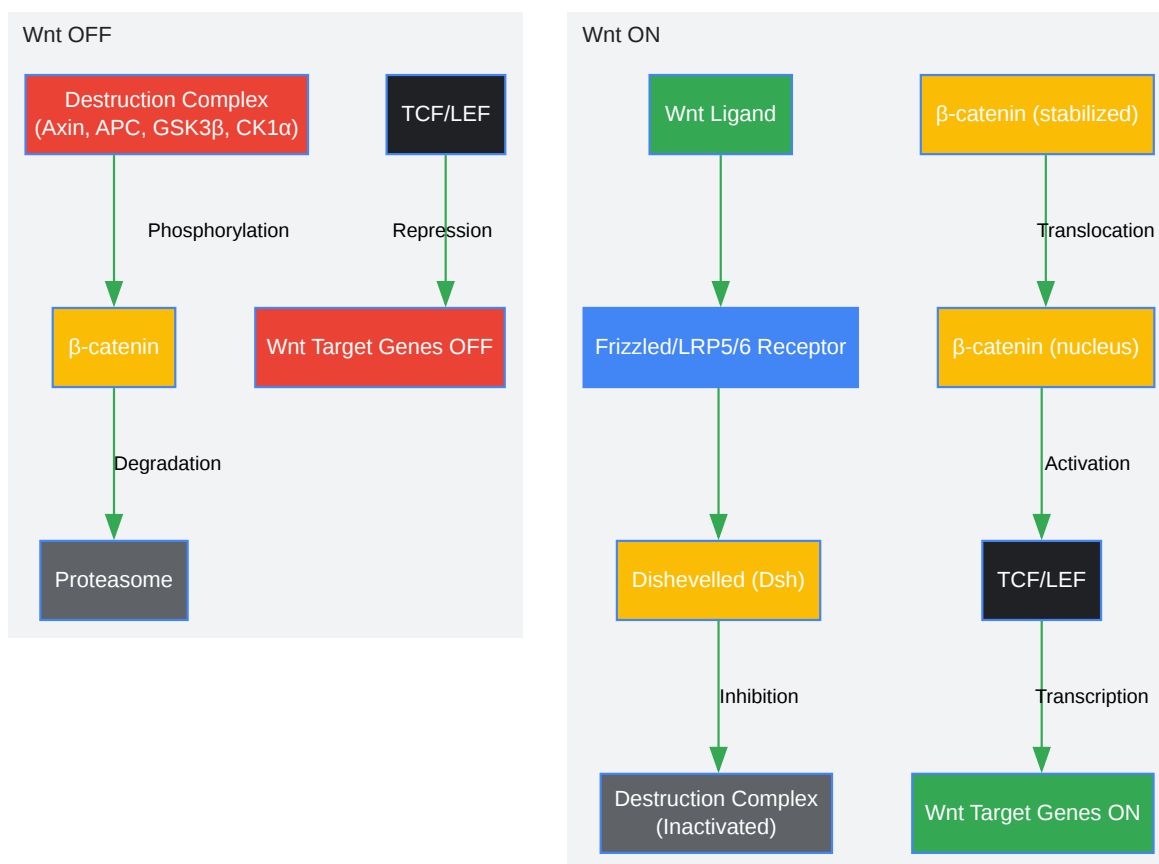 Wnt OFF
Destruction Complex
(Axin, APC, GSK3β, CK1α)
TCF/LEF
Phosphorylation
Repression
β-catenin
Wnt Target Genes OFF
Degradation
Proteasome
Wnt ON
Wnt Ligand
β-catenin (stabilized)
Translocation
Frizzled/LRP5/6 Receptor
β-catenin (nucleus)
Activation
Dishevelled (Dsh)
TCF/LEF
Inhibition
Transcription
Destruction Complex
(Inactivated)
Wnt Target Genes ON